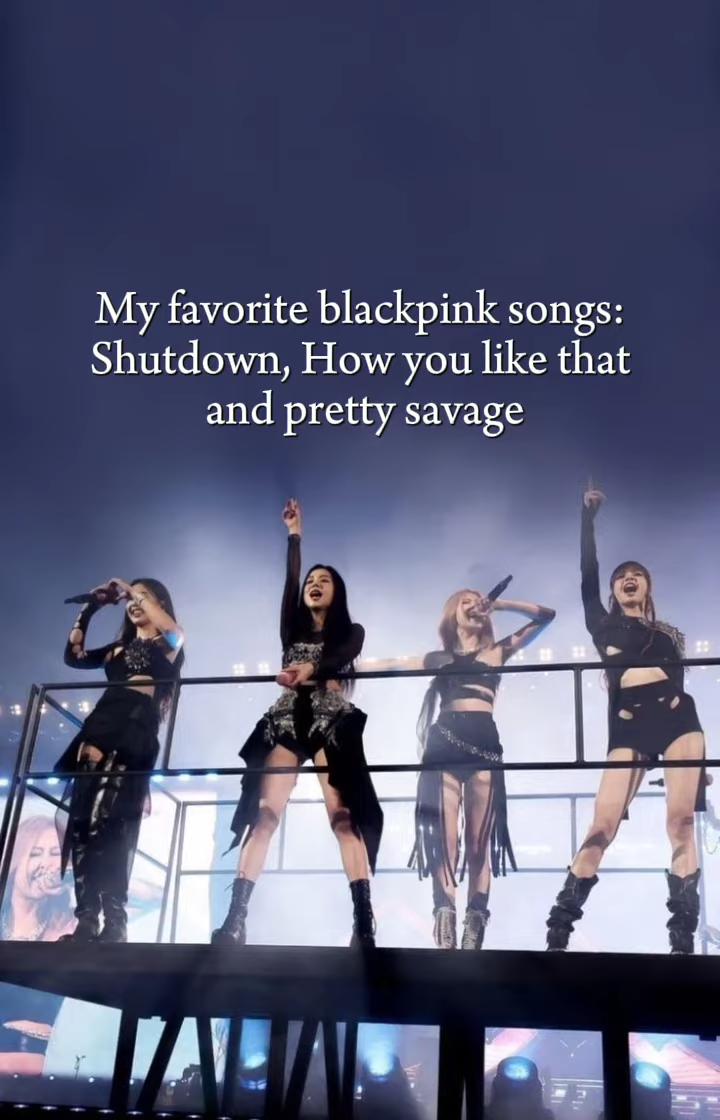 My favorite blackpink songs:
Shutdown, How you like that
and pretty savage